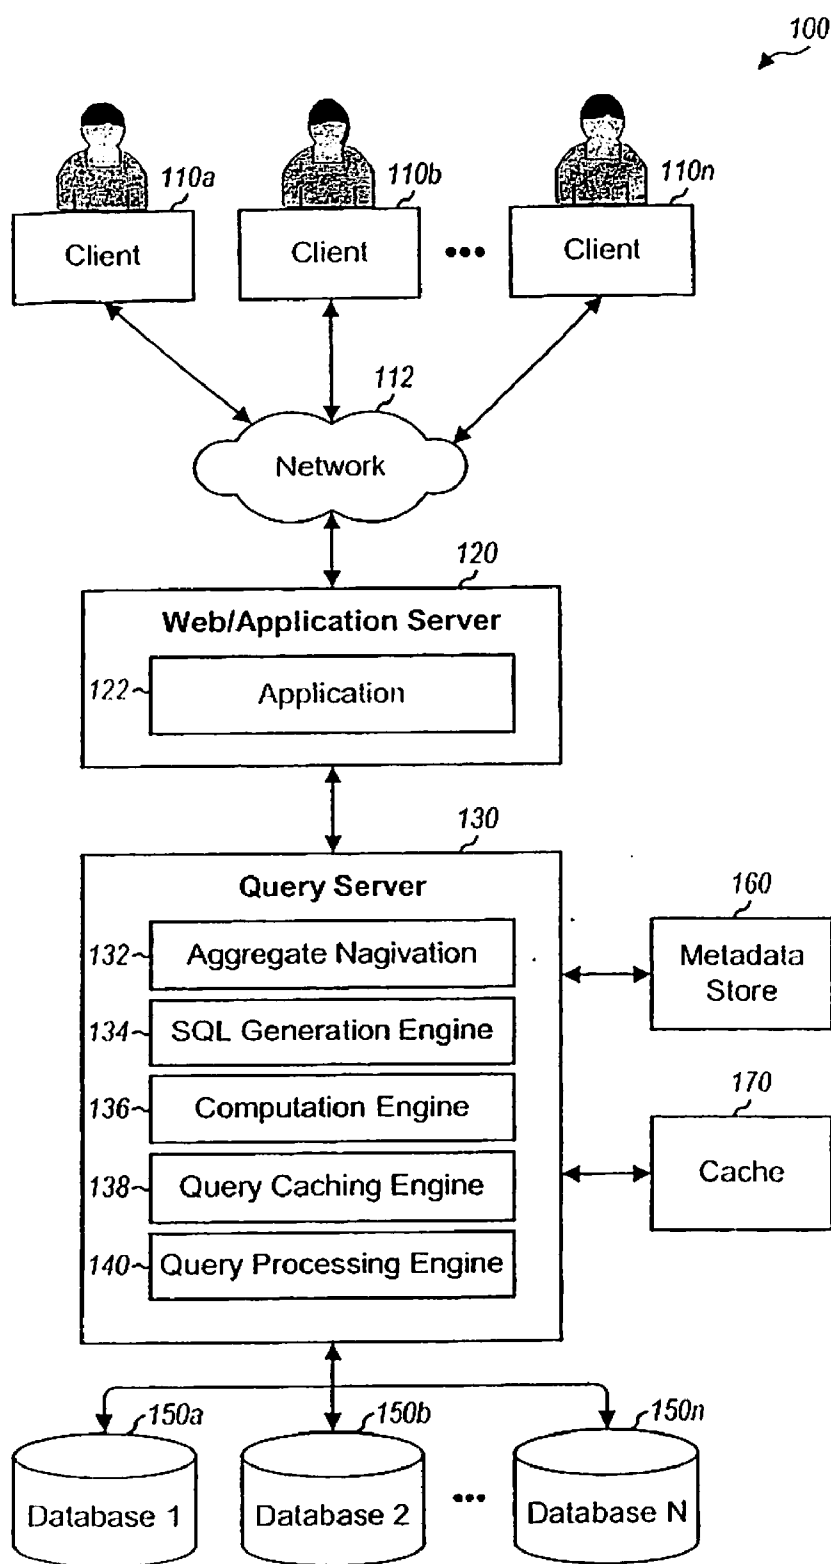 100
110a
110b
110n
Client
Client
•••
Client
112
Network
120
Web/Application Server
122
Application
130
Query Server
132
Aggregate Nagivation
134
SQL Generation Engine
136
Computation Engine
138
Query Caching Engine
140
Query Processing Engine
160
Metadata
Store
170
Cache
150a
150b
150n
Database 1
Database 2
•••
Database N